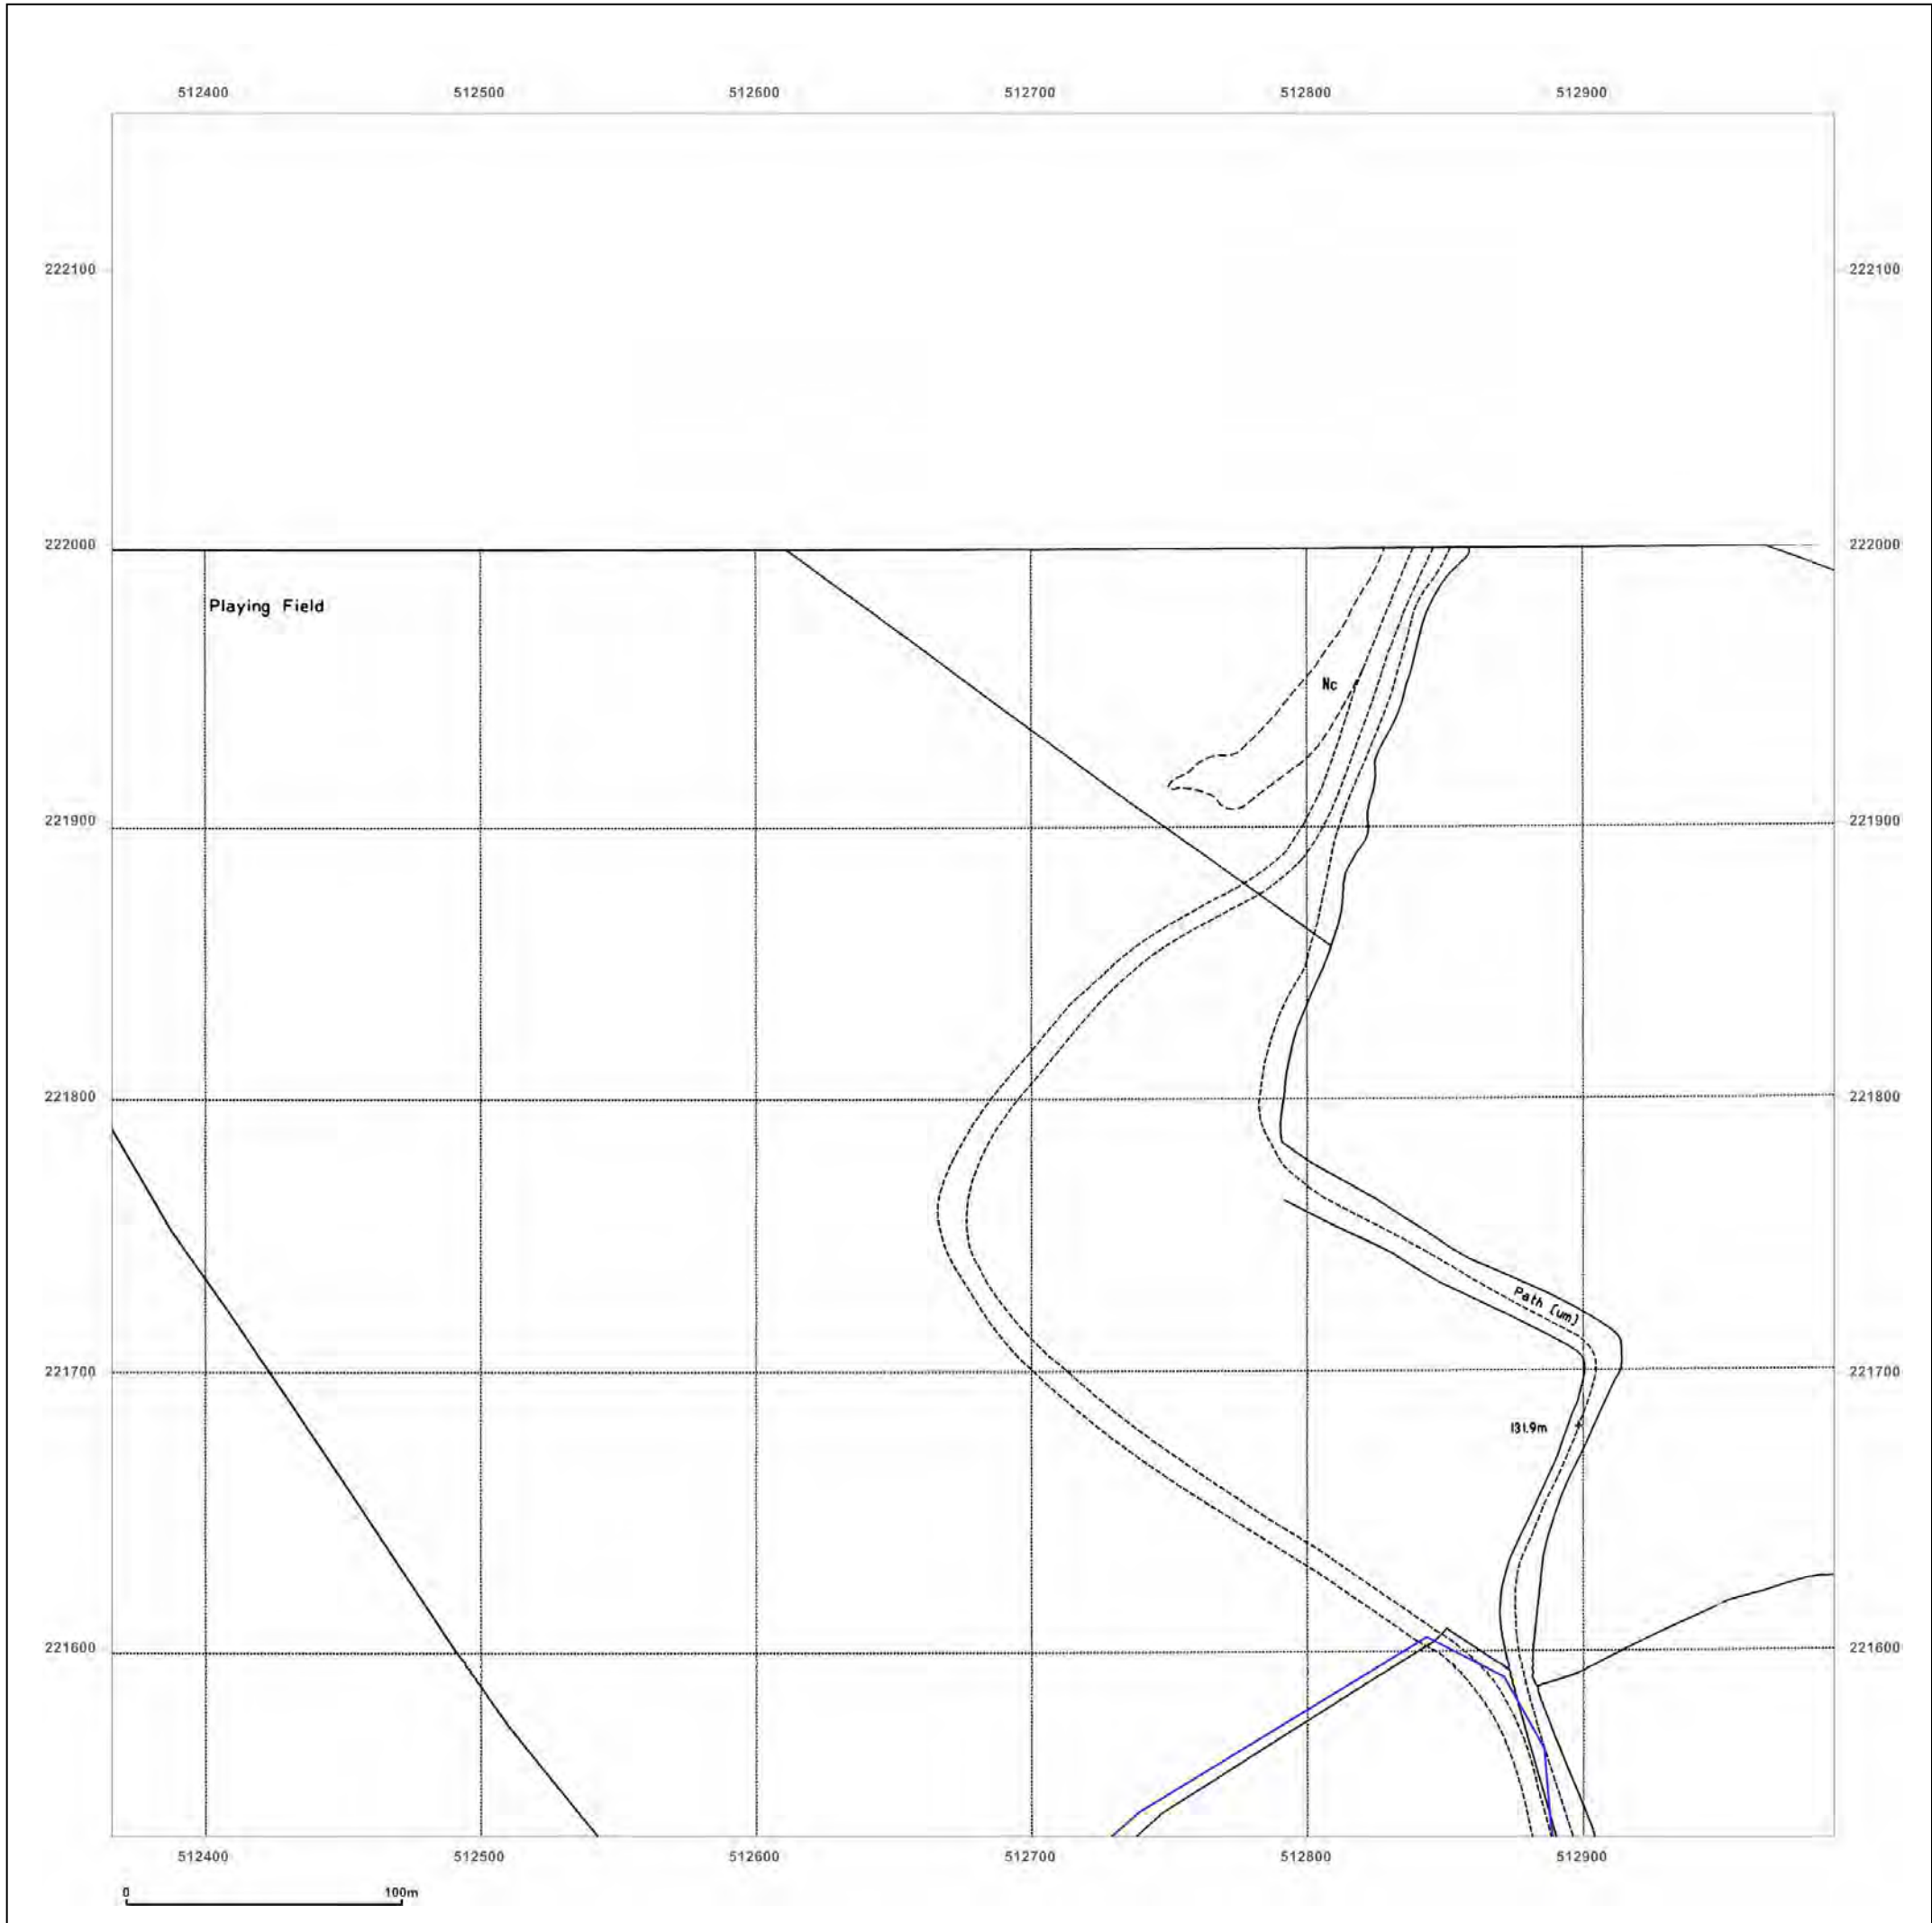 512400 512500 512600 512700 512800 512900
222100 222100
222000 222000
Playing Field
Nc
221900 221900
221800 221800
Path (um)
221700 221700
131.9m
221600 221600
512400 512500 512600 512700 512800 512900
0 100m